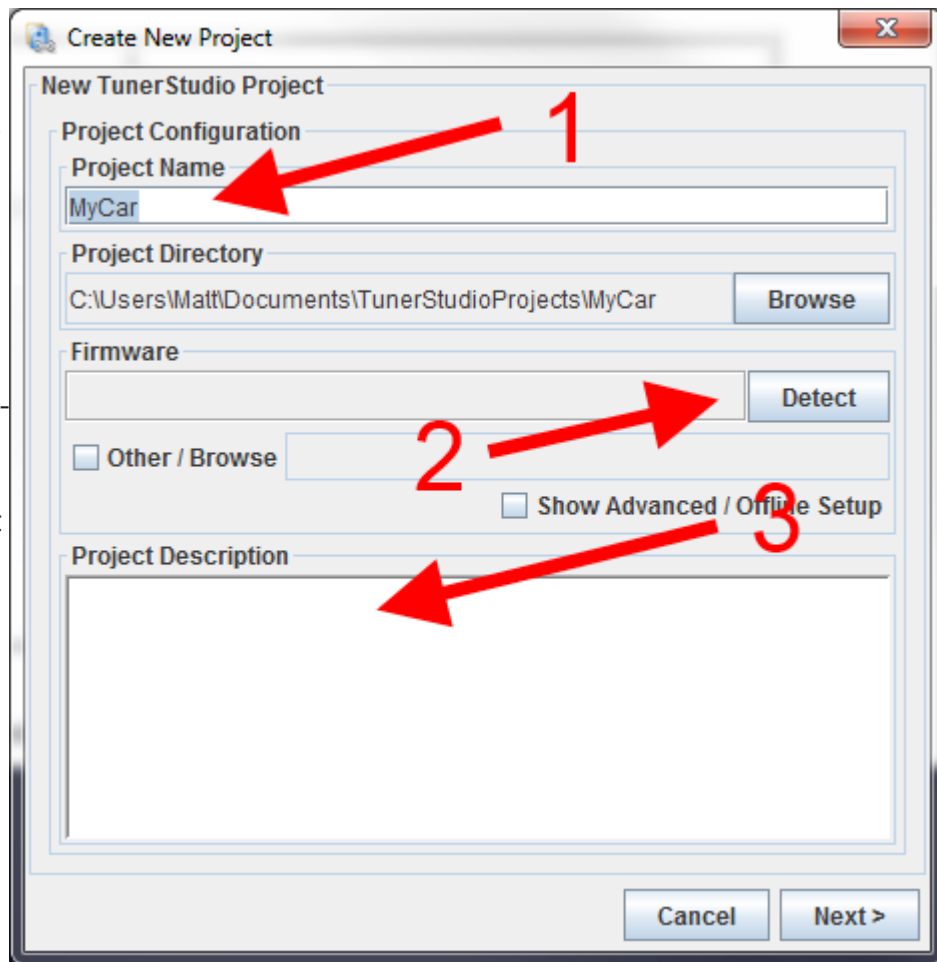 Create New Project
New TunerStudio Project
1
Project Configuration
Project Name
MyCar
Project Directory
C:\Users\Matt\Documents\TunerStudioProjects\MyCar
Browse
Firmware
Detect
2
Other / Browse
Show Advanced / Offline Setup
3
Project Description
Cancel
Next >